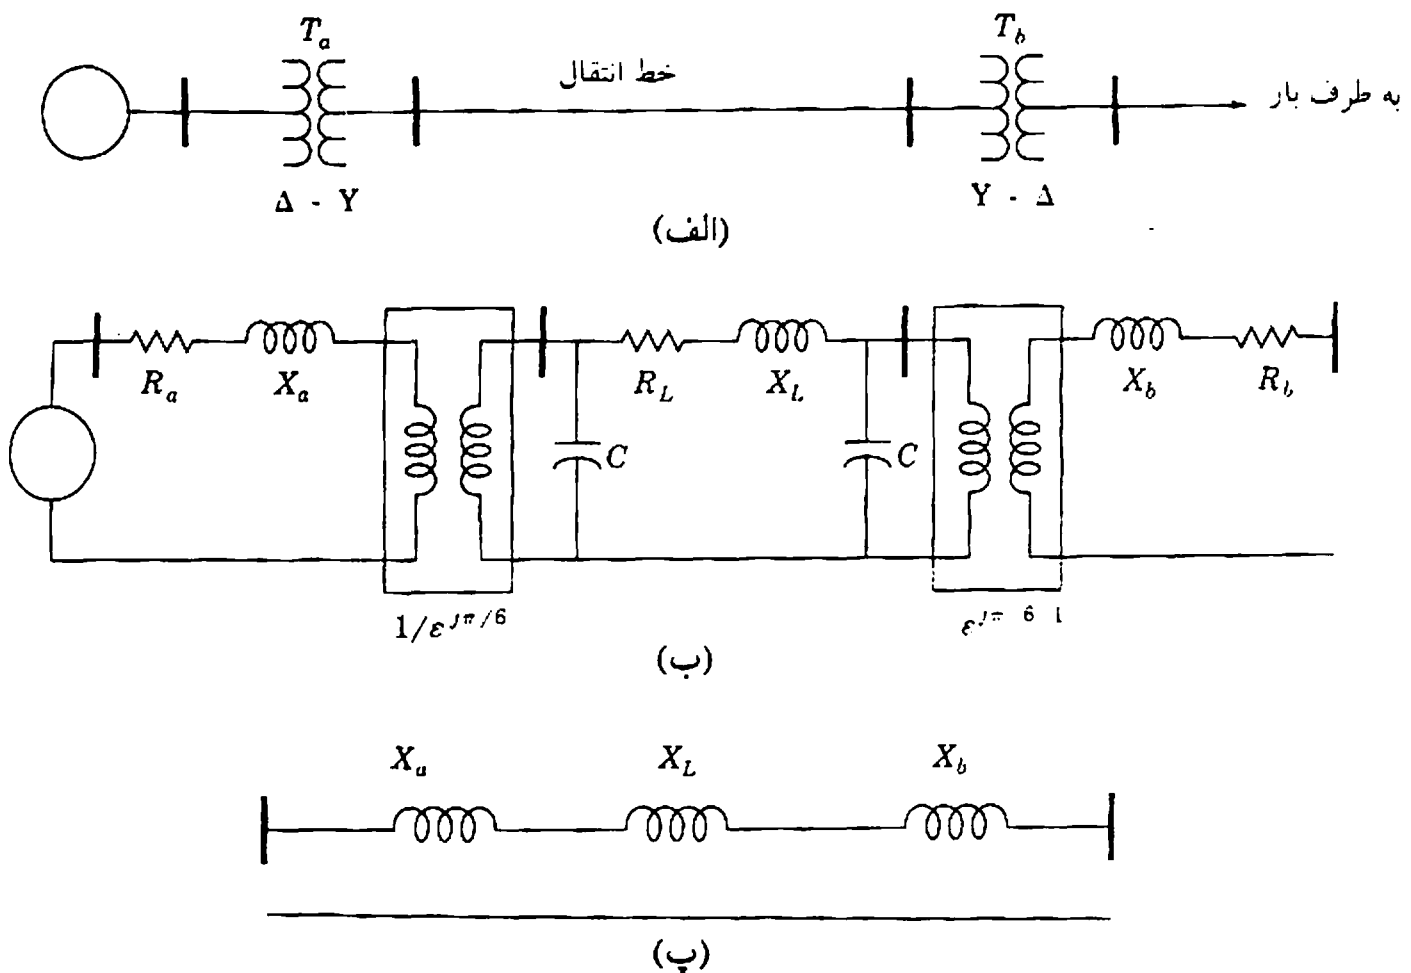 T_a
T_b
خط انتقال
به طرف بار
Δ - Y
Y - Δ
(الف)
R_a
X_a
R_L
X_L
X_b
R_b
C
C
1/ε^{jπ/6}
(ب)
X_a
X_L
X_b
(پ)